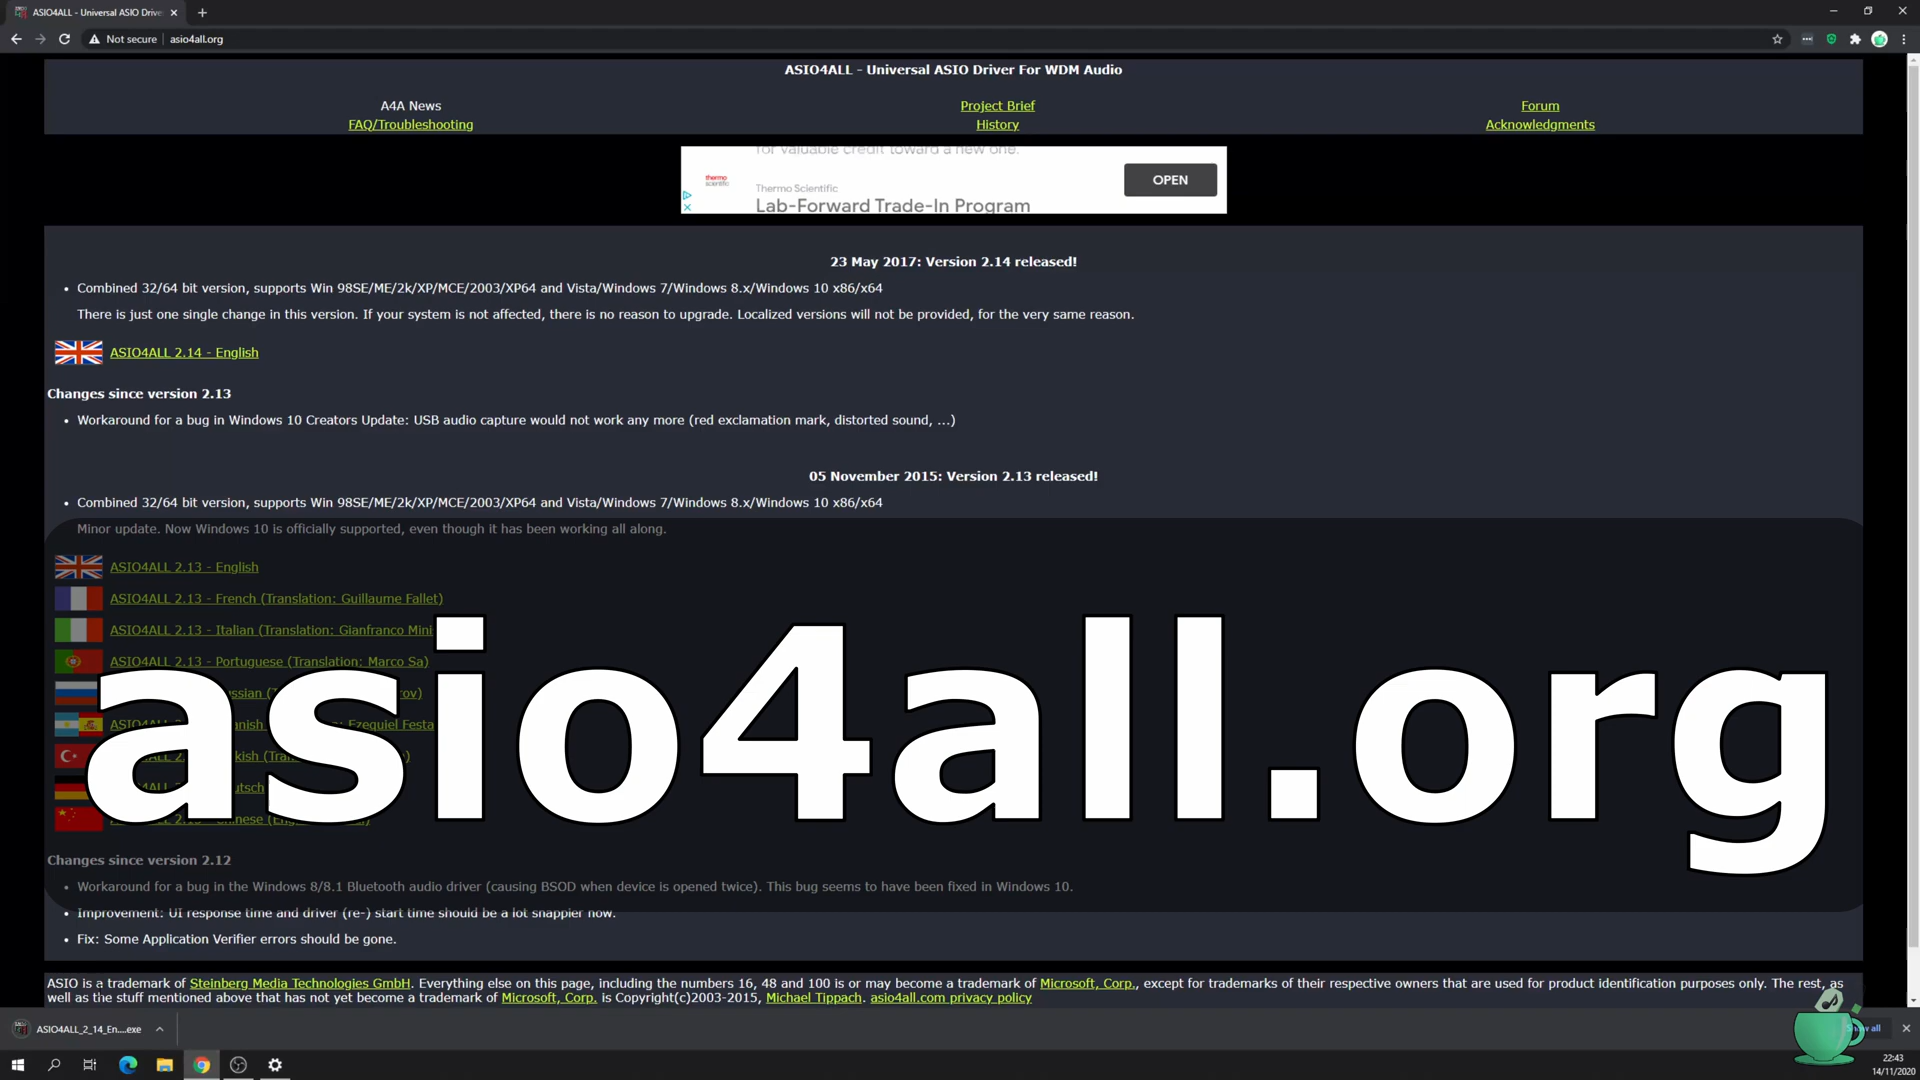 ASIO4ALL - Universal ASIO Drive
Not secure
asio4all.org
ASIO4ALL - Universal ASIO Driver For WDM Audio
A4A News
Project Brief
Forum
FAQ/Troubleshooting
History
Acknowledgments
for valuable credit toward a new one.
thermo scientific
Thermo Scientific
Lab-Forward Trade-In Program
OPEN
23 May 2017: Version 2.14 released!
Combined 32/64 bit version, supports Win 98SE/ME/2k/XP/MCE/2003/XP64 and Vista/Windows 7/Windows 8.x/Windows 10 x86/x64
There is just one single change in this version. If your system is not affected, there is no reason to upgrade. Localized versions will not be provided, for the very same reason.
ASIO4ALL 2.14 - English
Changes since version 2.13
Workaround for a bug in Windows 10 Creators Update: USB audio capture would not work any more (red exclamation mark, distorted sound, ...)
05 November 2015: Version 2.13 released!
Combined 32/64 bit version, supports Win 98SE/ME/2k/XP/MCE/2003/XP64 and Vista/Windows 7/Windows 8.x/Windows 10 x86/x64
Minor update. Now Windows 10 is officially supported, even though it has been working all along.
ASIO4ALL 2.13 - English
ASIO4ALL 2.13 - French (Translation: Guillaume Fallet)
ASIO4ALL 2.13 - Italian (Translation: Gianfranco Mini
ASIO4ALL 2.13 - Portuguese (Translation: Marco Sa)
Ezequiel Festa
asio4all.org
Changes since version 2.12
Workaround for a bug in the Windows 8/8.1 Bluetooth audio driver (causing BSOD when device is opened twice). This bug seems to have been fixed in Windows 10.
Improvement: UI response time and driver (re-) start time should be a lot snappier now.
Fix: Some Application Verifier errors should be gone.
ASIO is a trademark of Steinberg Media Technologies GmbH. Everything else on this page, including the numbers 16, 48 and 100 is or may become a trademark of Microsoft, Corp., except for trademarks of their respective owners that are used for product identification purposes only. The rest, as
well as the stuff mentioned above that has not yet become a trademark of Microsoft, Corp. is Copyright(c)2003-2015, Michael Tippach. asio4all.com privacy policy
ASIO4ALL_2_14_En....exe
all
22:43
14/11/2020